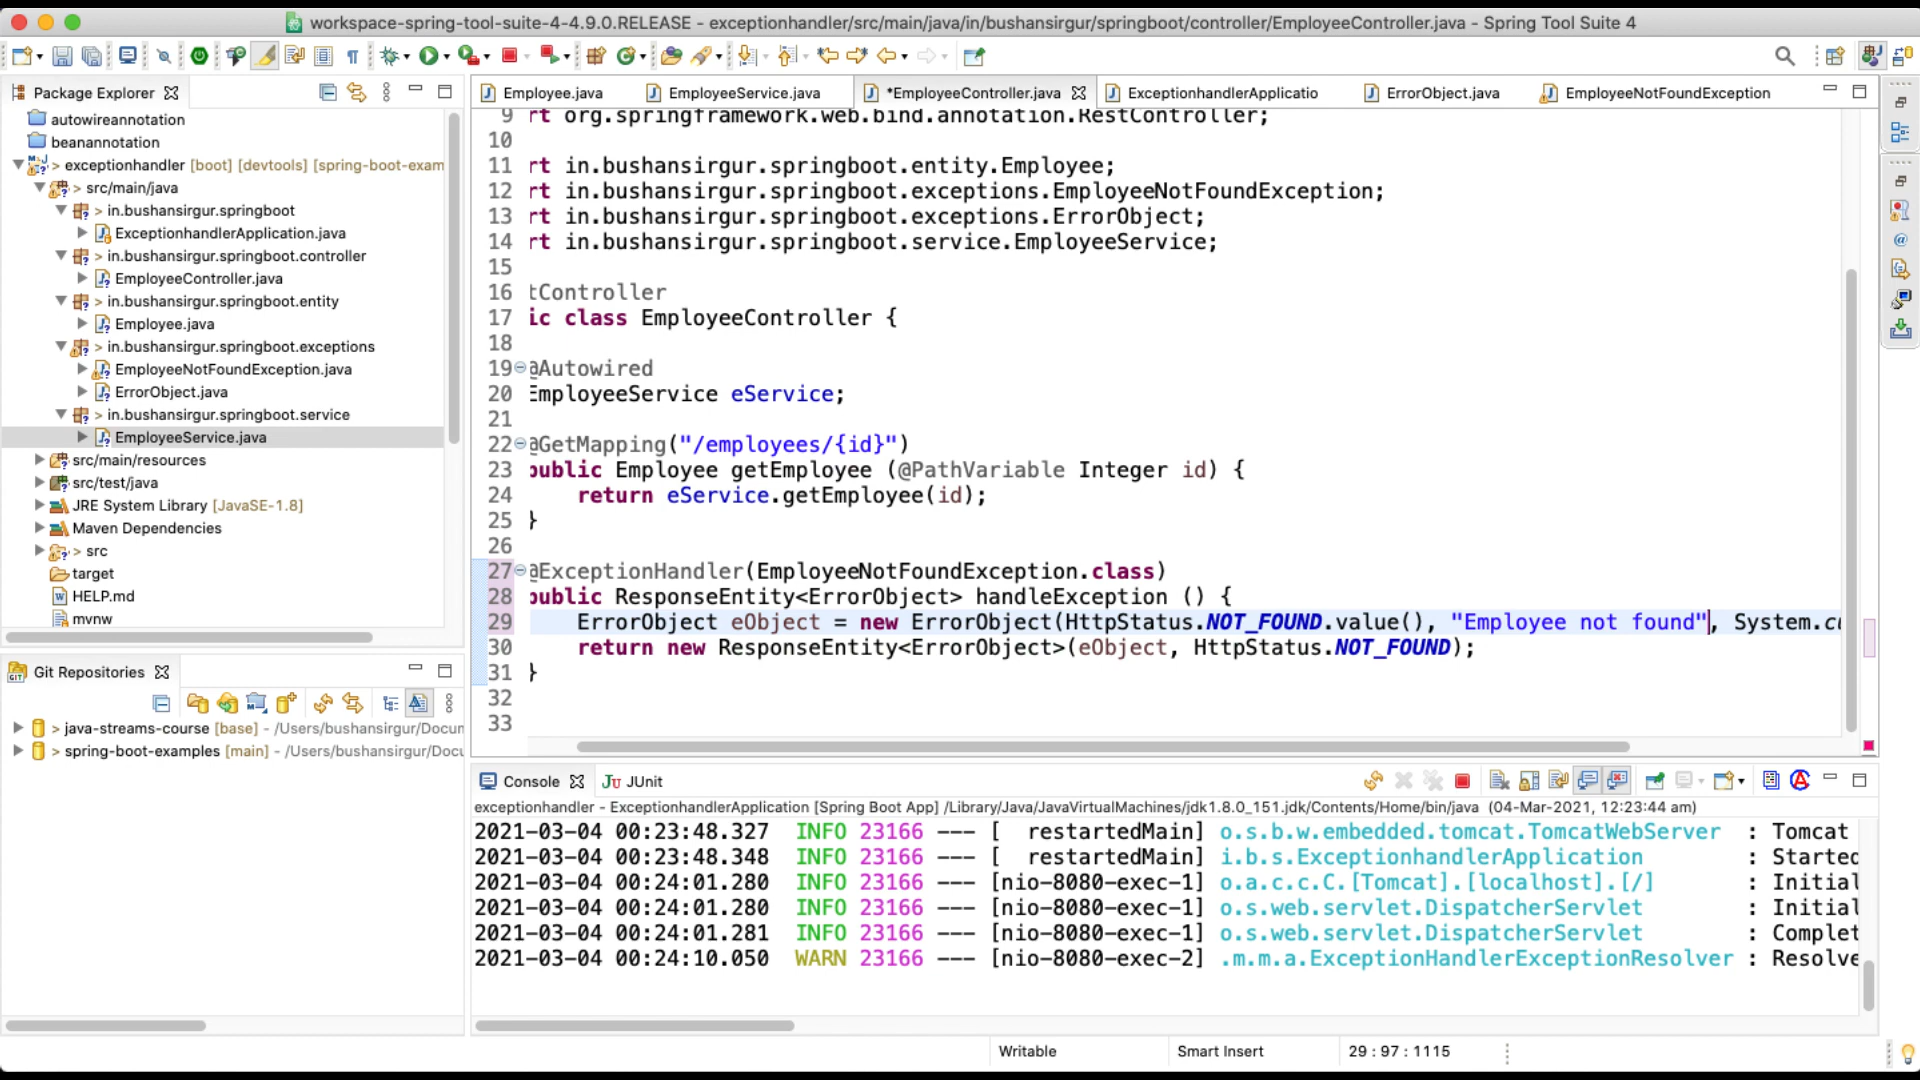 workspace-spring-tool-suite-4-4.9.0.RELEASE - exceptionhandler/src/main/java/in/bushansirgur/springboot/controller/EmployeeController.java - Spring Tool Suite 4
Package Explorer
autowireannotation
beanannotation
> exceptionhandler [boot] [devtools] [spring-boot-exam
> src/main/java
> in.bushansirgur.springboot
> ExceptionhandlerApplication.java
> in.bushansirgur.springboot.controller
> EmployeeController.java
> in.bushansirgur.springboot.entity
> Employee.java
> in.bushansirgur.springboot.exceptions
> EmployeeNotFoundException.java
> ErrorObject.java
> in.bushansirgur.springboot.service
> EmployeeService.java
src/main/resources
src/test/java
JRE System Library [JavaSE-1.8]
Maven Dependencies
> src
target
HELP.md
mvnw
Git Repositories
> java-streams-course [base] - /Users/bushansirgur/Docum
> spring-boot-examples [main] - /Users/bushansirgur/Docu
Employee.java
EmployeeService.java
*EmployeeController.java
ExceptionhandlerApplicatio
ErrorObject.java
EmployeeNotFoundException
9 rt org.springframework.web.bind.annotation.RestController;
10
11 rt in.bushansirgur.springboot.entity.Employee;
12 rt in.bushansirgur.springboot.exceptions.EmployeeNotFoundException;
13 rt in.bushansirgur.springboot.exceptions.ErrorObject;
14 rt in.bushansirgur.springboot.service.EmployeeService;
15
16 tController
17 ic class EmployeeController {
18
19 @Autowired
20 EmployeeService eService;
21
22 @GetMapping("/employees/{id}")
23 public Employee getEmployee (@PathVariable Integer id) {
24 return eService.getEmployee(id);
25 }
26
27 @ExceptionHandler(EmployeeNotFoundException.class)
28 public ResponseEntity<ErrorObject> handleException () {
29 ErrorObject eObject = new ErrorObject(HttpStatus.NOT_FOUND.value(), "Employee not found", System.cu
30 return new ResponseEntity<ErrorObject>(eObject, HttpStatus.NOT_FOUND);
31 }
32
33
Console
JUnit
exceptionhandler - ExceptionhandlerApplication [Spring Boot App] /Library/Java/JavaVirtualMachines/jdk1.8.0_151.jdk/Contents/Home/bin/java (04-Mar-2021, 12:23:44 am)
2021-03-04 00:23:48.327 INFO 23166 --- [ restartedMain] o.s.b.w.embedded.tomcat.TomcatWebServer : Tomcat
2021-03-04 00:23:48.348 INFO 23166 --- [ restartedMain] i.b.s.ExceptionhandlerApplication : Started
2021-03-04 00:24:01.280 INFO 23166 --- [nio-8080-exec-1] o.a.c.c.C.[Tomcat].[localhost].[/] : Initial
2021-03-04 00:24:01.280 INFO 23166 --- [nio-8080-exec-1] o.s.web.servlet.DispatcherServlet : Initial
2021-03-04 00:24:01.281 INFO 23166 --- [nio-8080-exec-1] o.s.web.servlet.DispatcherServlet : Complet
2021-03-04 00:24:10.050 WARN 23166 --- [nio-8080-exec-2] .m.m.a.ExceptionHandlerExceptionResolver : Resolve
Writable
Smart Insert
29 : 97 : 1115